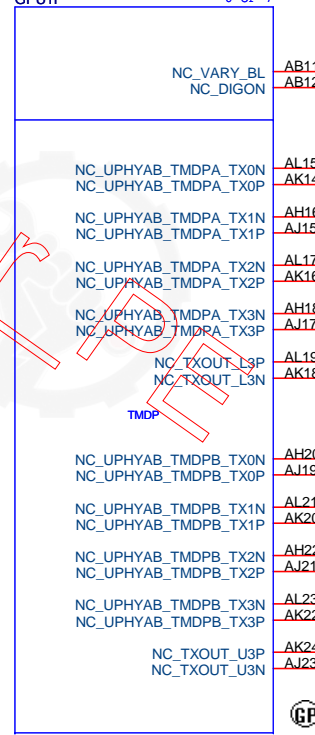 NC_VARY_BL AB11
NC_DIGON AB12
NC_UPHYAB_TMDPA_TX0N AL15
NC_UPHYAB_TMDPA_TX0P AK14
NC_UPHYAB_TMDPA_TX1N AH16
NC_UPHYAB_TMDPA_TX1P AJ15
NC_UPHYAB_TMDPA_TX2N AL17
NC_UPHYAB_TMDPA_TX2P AK16
NC_UPHYAB_TMDPA_TX3N AH18
NC_UPHYAB_TMDPA_TX3P AJ17
NC_TXOUT_L3P AL19
NC_TXOUT_L3N AK18
TMDP
NC_UPHYAB_TMDPB_TX0N AH20
NC_UPHYAB_TMDPB_TX0P AJ19
NC_UPHYAB_TMDPB_TX1N AL21
NC_UPHYAB_TMDPB_TX1P AK20
NC_UPHYAB_TMDPB_TX2N AH22
NC_UPHYAB_TMDPB_TX2P AJ21
NC_UPHYAB_TMDPB_TX3N AL23
NC_UPHYAB_TMDPB_TX3P AK22
NC_TXOUT_U3P AK24
NC_TXOUT_U3N AJ23
GP